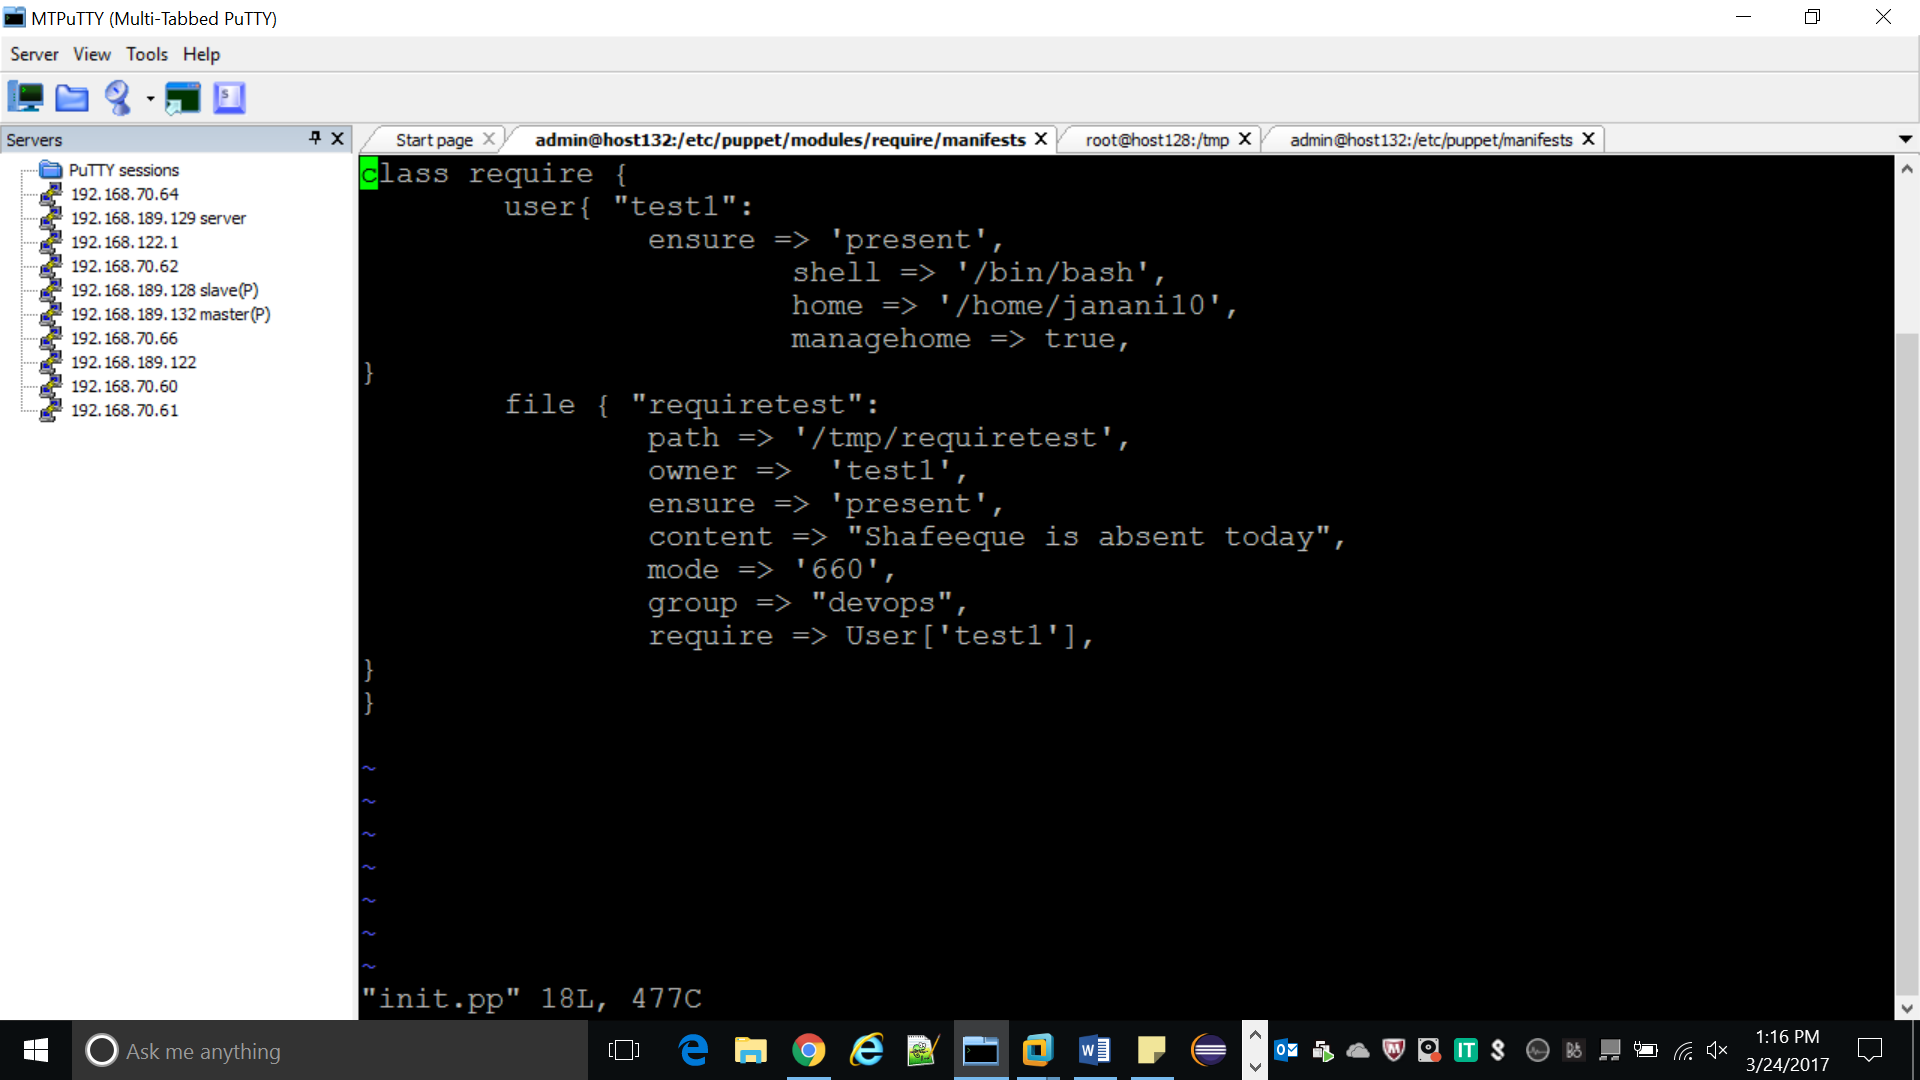 MTPuTTY (Multi-Tabbed PuTTY)
Server View Tools Help
Servers
PuTTY sessions
192.168.70.64
192.168.189.129 server
192.168.122.1
192.168.70.62
192.168.189.128 slave(P)
192.168.189.132 master(P)
192.168.70.66
192.168.189.122
192.168.70.60
192.168.70.61
Start page admin@host132:/etc/puppet/modules/require/manifests root@host128:/tmp admin@host132:/etc/puppet/manifests
class require {
user{ "test1":
ensure => 'present',
shell => '/bin/bash',
home => '/home/janani10',
managehome => true,
}
file { "requiretest":
path => '/tmp/requiretest',
owner =>  'test1',
ensure => 'present',
content => "Shafeeque is absent today",
mode => '660',
group => "devops",
require => User['test1'],
}
}
~
~
~
~
~
~
~
"init.pp" 18L, 477C
Ask me anything
1:16 PM
3/24/2017